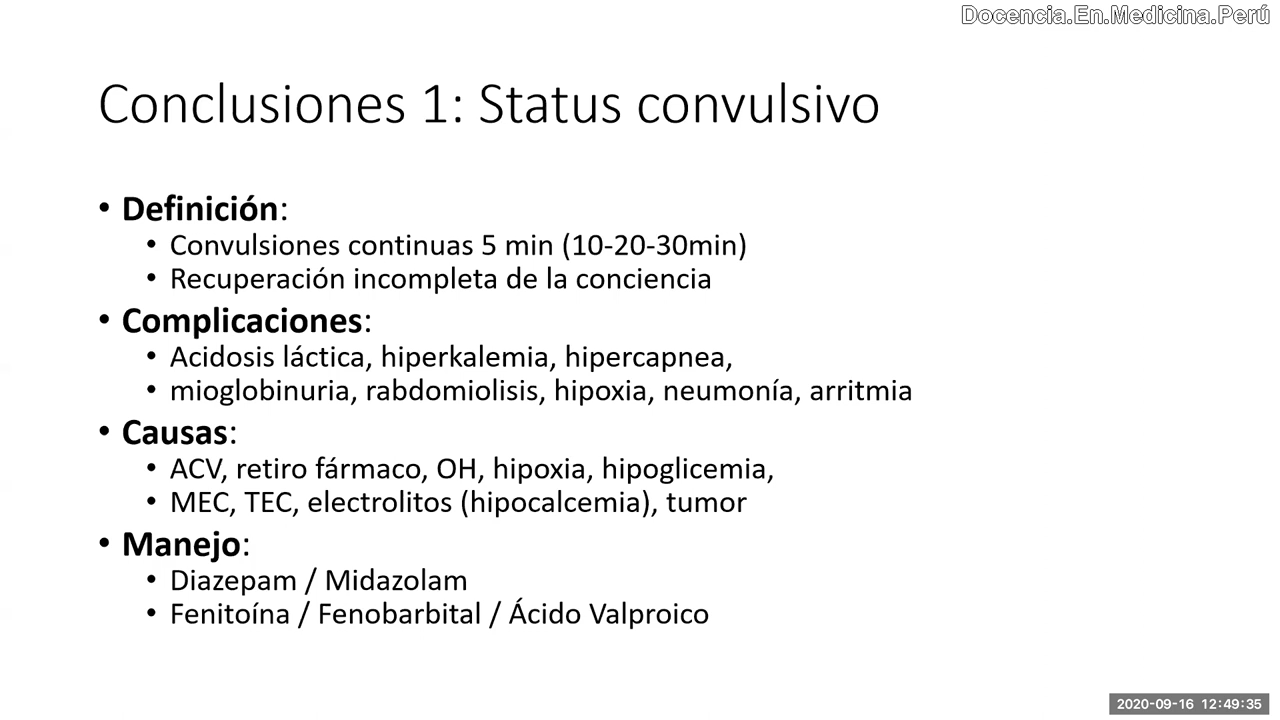 Docencia.En.Medicina.Perú
Conclusiones 1: Status convulsivo
• Definición:
• Convulsiones continuas 5 min (10-20-30min)
• Recuperación incompleta de la conciencia
• Complicaciones:
• Acidosis láctica, hiperkalemia, hipercapnea,
• mioglobinuria, rabdomiolisis, hipoxia, neumonía, arritmia
• Causas:
• ACV, retiro fármaco, OH, hipoxia, hipoglicemia,
• MEC, TEC, electrolitos (hipocalcemia), tumor
• Manejo:
• Diazepam / Midazolam
• Fenitoína / Fenobarbital / Ácido Valproico
2020-09-16 12:49:35